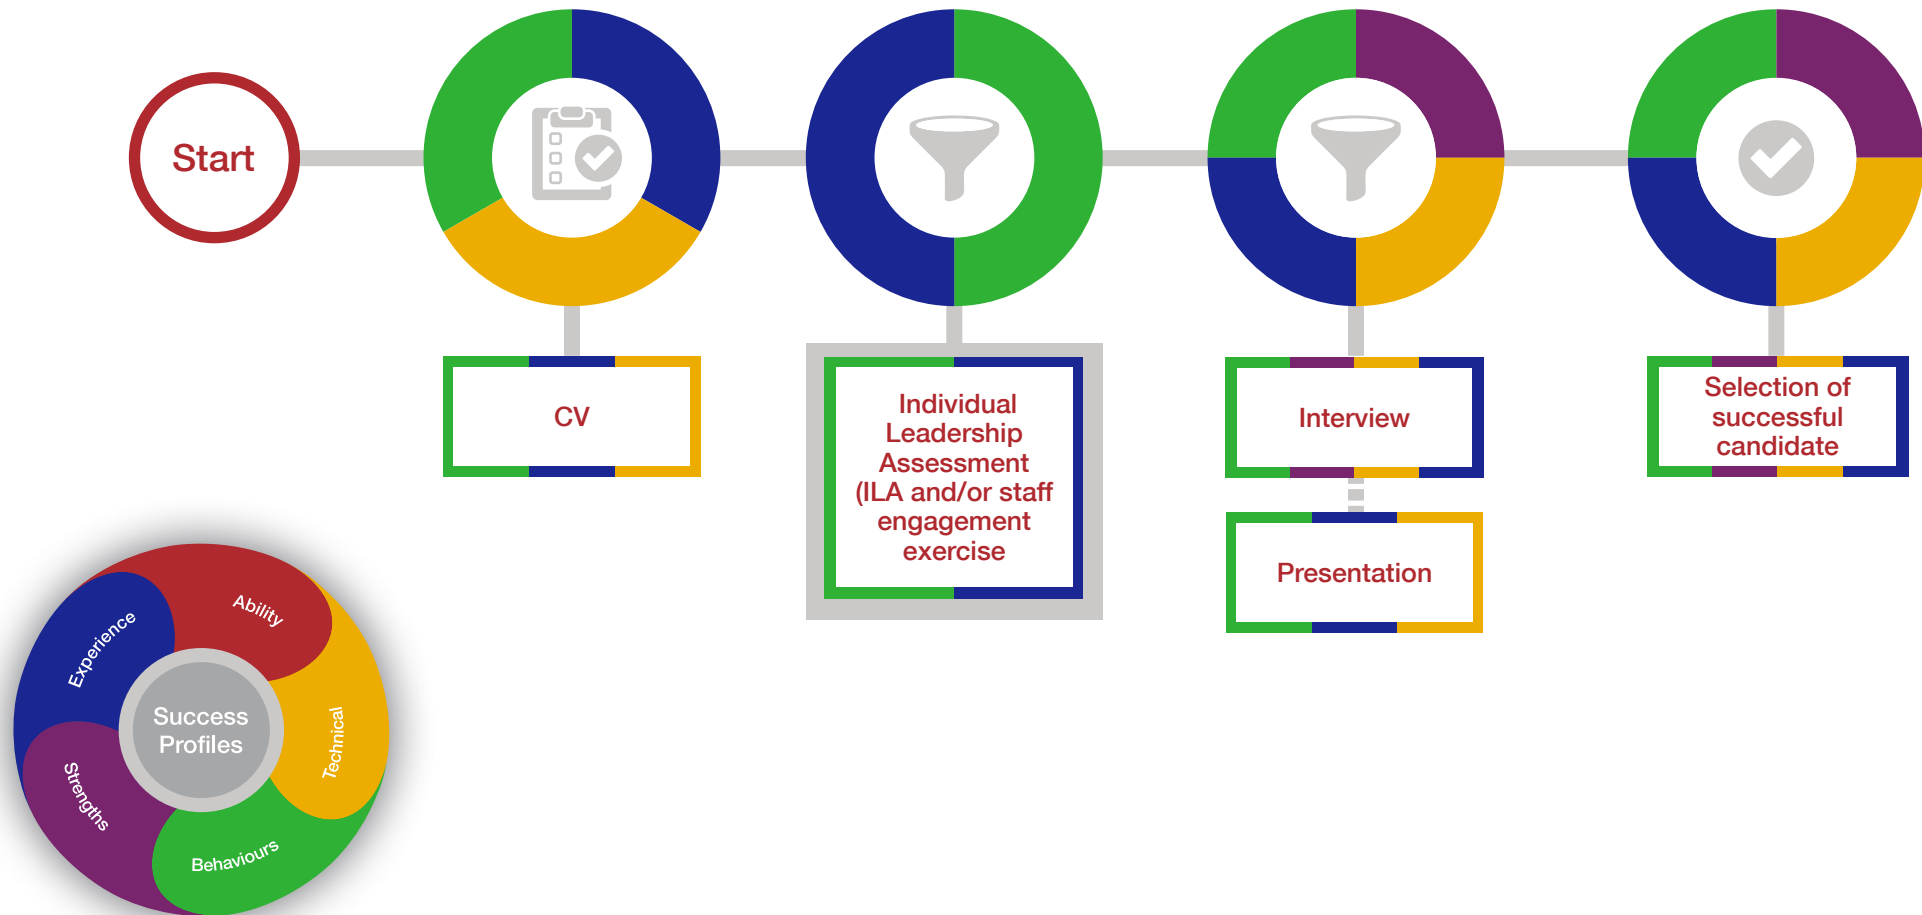 Start
CV
Individual
Leadership
Assessment
(ILA and/or staff
engagement
exercise
Interview
Presentation
Selection of
successful
candidate
Ability
Experience
Technical
Success
Profiles
Strengths
Behaviours